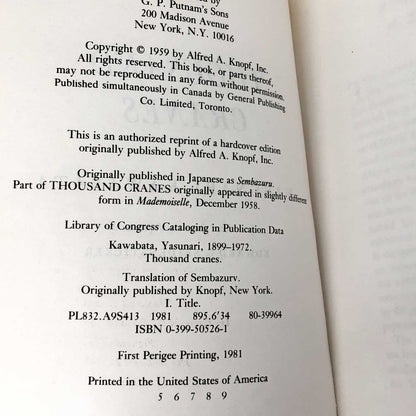 by
G. P. Putnam's Sons
200 Madison Avenue
New York, N.Y. 10016
Copyright © 1959 by Alfred A. Knopf, Inc.
All rights reserved. This book, or parts thereof,
may not be reproduced in any form without permission.
Published simultaneously in Canada by General Publishing
Co. Limited, Toronto.
This is an authorized reprint of a hardcover edition
originally published by Alfred A. Knopf, Inc.
Originally published in Japanese as Sembazuru.
Part of THOUSAND CRANES originally appeared in slightly different
form in Mademoiselle, December 1958.
Library of Congress Cataloging in Publication Data
Kawabata, Yasunari, 1899-1972.
Thousand cranes.
Translation of Sembazurv.
Originally published by Knopf, New York.
I. Title.
PL832.A9S413 1981 895.6'34 80-39964
ISBN 0-399-50526-1
First Perigee Printing, 1981
Printed in the United States of America
5 6 7 8 9